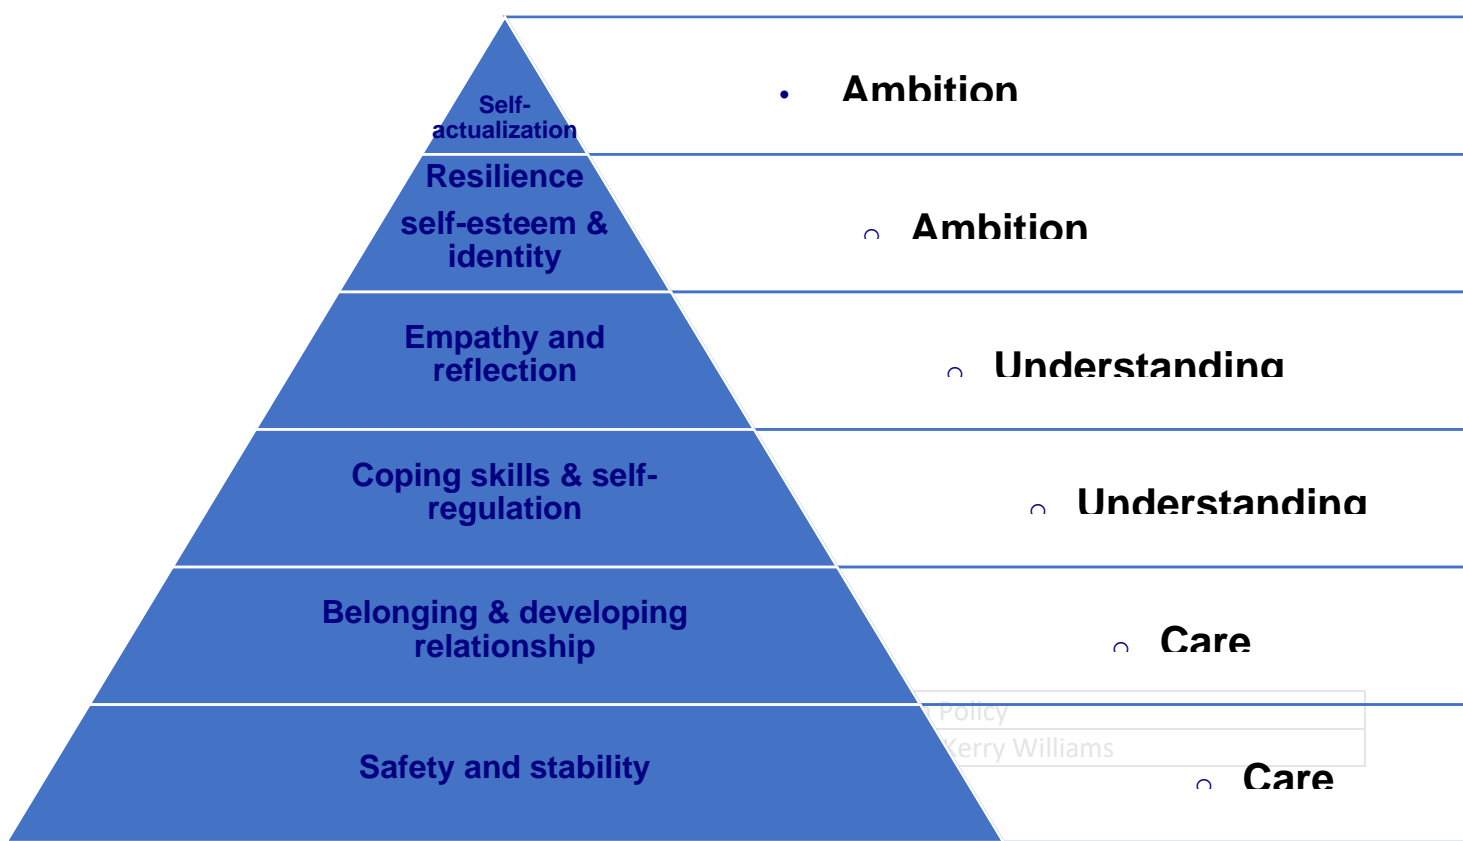 Self-
actualization
• Ambition
Resilience
self-esteem &
identity
○ Ambition
Empathy and
reflection
○ Understanding
Coping skills & self-
regulation
○ Understanding
Belonging & developing
relationship
○ Care
Policy
Kerry Williams
Safety and stability
○ Care